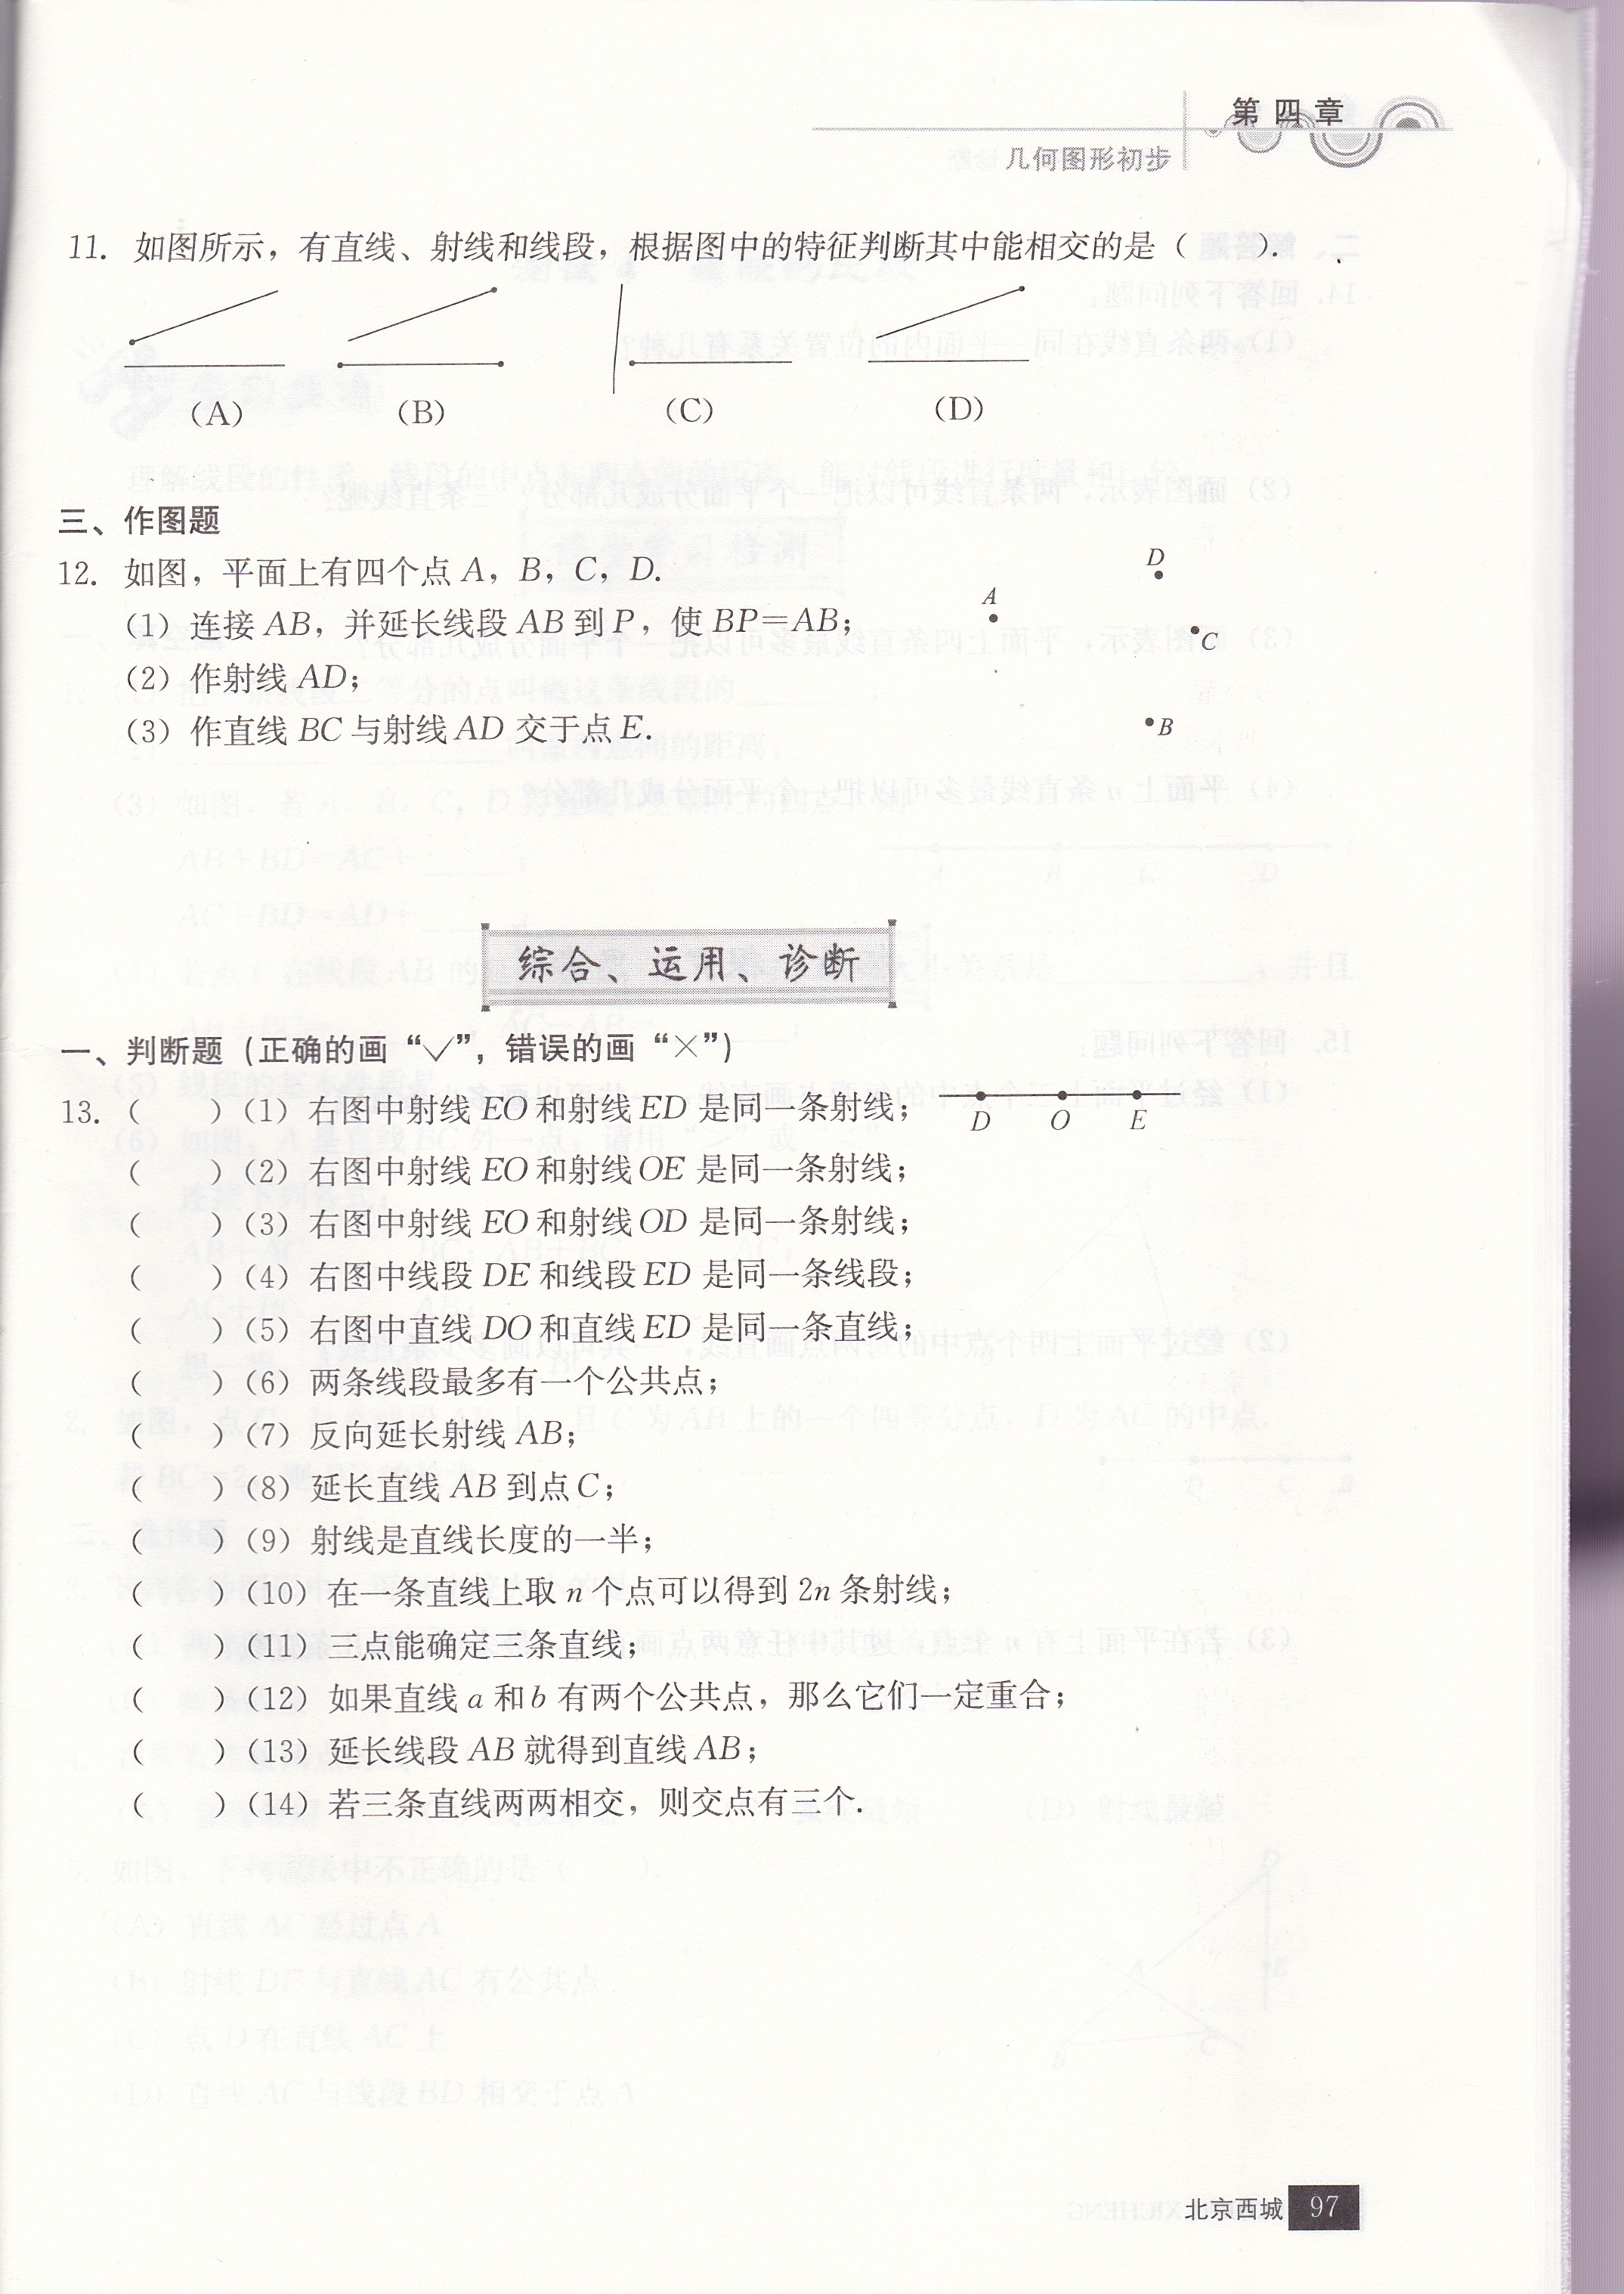 第四章
几何图形初步
11. 如图所示，有直线、射线和线段，根据图中的特征判断其中能相交的是（　　）.
（A）　（B）　（C）　（D）
三、作图题
12. 如图，平面上有四个点 A，B，C，D.
（1）连接 AB，并延长线段 AB 到 P，使 BP＝AB；
（2）作射线 AD；
（3）作直线 BC 与射线 AD 交于点 E.
D
A
C
B
综合、运用、诊断
一、判断题（正确的画“✓”，错误的画“×”）
13.（　　）（1）右图中射线 EO 和射线 ED 是同一条射线；
D　O　E
（　　）（2）右图中射线 EO 和射线 OE 是同一条射线；
（　　）（3）右图中射线 EO 和射线 OD 是同一条射线；
（　　）（4）右图中线段 DE 和线段 ED 是同一条线段；
（　　）（5）右图中直线 DO 和直线 ED 是同一条直线；
（　　）（6）两条线段最多有一个公共点；
（　　）（7）反向延长射线 AB；
（　　）（8）延长直线 AB 到点 C；
（　　）（9）射线是直线长度的一半；
（　　）（10）在一条直线上取 n 个点可以得到 2n 条射线；
（　　）（11）三点能确定三条直线；
（　　）（12）如果直线 a 和 b 有两个公共点，那么它们一定重合；
（　　）（13）延长线段 AB 就得到直线 AB；
（　　）（14）若三条直线两两相交，则交点有三个.
北京西城 97